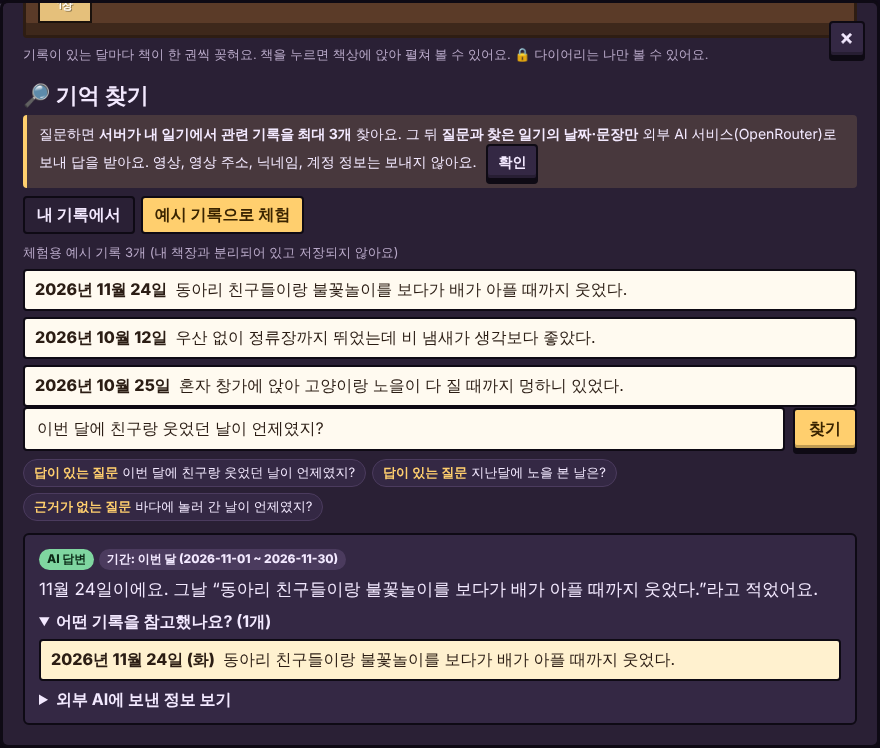 1장
기록이 있는 달마다 책이 한 권씩 꽂혀요. 책을 누르면 책상에 앉아 펼쳐 볼 수 있어요. 🔒 다이어리는 나만 볼 수 있어요.
×
🔎 기억 찾기
질문하면 서버가 내 일기에서 관련 기록을 최대 3개 찾아요. 그 뒤 질문과 찾은 일기의 날짜·문장만 외부 AI 서비스(OpenRouter)로
보내 답을 받아요. 영상, 영상 주소, 닉네임, 계정 정보는 보내지 않아요. 확인
내 기록에서 예시 기록으로 체험
체험용 예시 기록 3개 (내 책장과 분리되어 있고 저장되지 않아요)
2026년 11월 24일 동아리 친구들이랑 불꽃놀이를 보다가 배가 아플 때까지 웃었다.
2026년 10월 12일 우산 없이 정류장까지 뛰었는데 비 냄새가 생각보다 좋았다.
2026년 10월 25일 혼자 창가에 앉아 고양이랑 노을이 다 질 때까지 멍하니 있었다.
이번 달에 친구랑 웃었던 날이 언제였지? 찾기
답이 있는 질문 이번 달에 친구랑 웃었던 날이 언제였지? 답이 있는 질문 지난달에 노을 본 날은?
근거가 없는 질문 바다에 놀러 간 날이 언제였지?
AI 답변 기간: 이번 달 (2026-11-01 ~ 2026-11-30)
11월 24일이에요. 그날 “동아리 친구들이랑 불꽃놀이를 보다가 배가 아플 때까지 웃었다.”라고 적었어요.
▼ 어떤 기록을 참고했나요? (1개)
2026년 11월 24일 (화) 동아리 친구들이랑 불꽃놀이를 보다가 배가 아플 때까지 웃었다.
▶ 외부 AI에 보낸 정보 보기